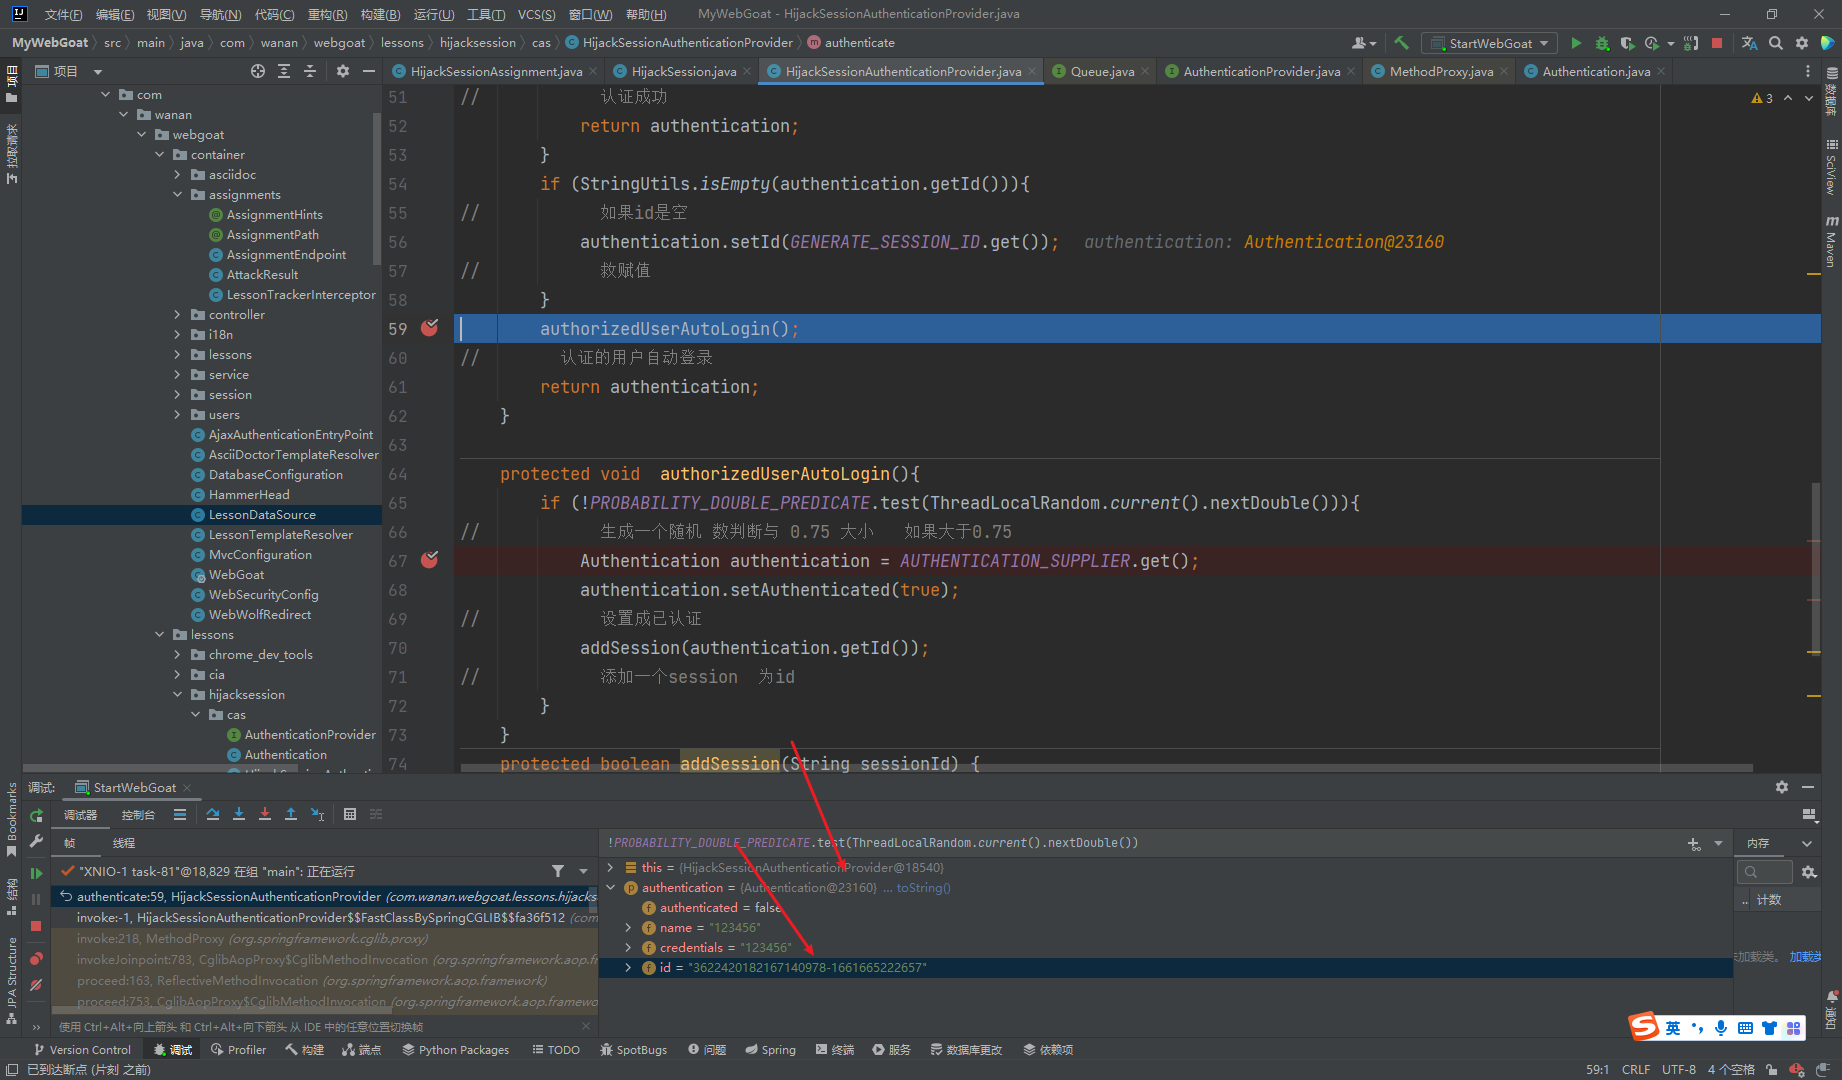 文件(F) 编辑(E) 视图(V) 导航(N) 代码(C) 重构(R) 构建(B) 运行(U) 工具(T) VCS(S) 窗口(W) 帮助(H) MyWebGoat - HijackSessionAuthenticationProvider.java
MyWebGoat src main java com wanan webgoat lessons hijacksession cas HijackSessionAuthenticationProvider authenticate StartWebGoat
项目
HijackSessionAssignment.java HijackSession.java HijackSessionAuthenticationProvider.java Queue.java AuthenticationProvider.java MethodProxy.java Authentication.java
项目
拉取请求
Bookmarks
结构
JPA Structure
com
wanan
webgoat
container
asciidoc
assignments
AssignmentHints
AssignmentPath
AssignmentEndpoint
AttackResult
LessonTrackerInterceptor
controller
i18n
lessons
service
session
users
AjaxAuthenticationEntryPoint
AsciiDoctorTemplateResolver
DatabaseConfiguration
HammerHead
LessonDataSource
LessonTemplateResolver
MvcConfiguration
WebGoat
WebSecurityConfig
WebWolfRedirect
lessons
chrome_dev_tools
cia
hijacksession
cas
AuthenticationProvider
Authentication
51 // 认证成功
52 return authentication;
53 }
54 if (StringUtils.isEmpty(authentication.getId())){
55 // 如果id是空
56 authentication.setId(GENERATE_SESSION_ID.get()); authentication: Authentication@23160
57 // 救赋值
58 }
59 authorizedUserAutoLogin();
60 // 认证的用户自动登录
61 return authentication;
62 }
63
64 protected void authorizedUserAutoLogin(){
65 if (!PROBABILITY_DOUBLE_PREDICATE.test(ThreadLocalRandom.current().nextDouble())){
66 // 生成一个随机 数判断与 0.75 大小 如果大于0.75
67 Authentication authentication = AUTHENTICATION_SUPPLIER.get();
68 authentication.setAuthenticated(true);
69 // 设置成已认证
70 addSession(authentication.getId());
71 // 添加一个session 为id
72 }
73 }
74 protected boolean addSession(String sessionId) {
3
数据库
SciView
Maven
通知
调试: StartWebGoat
调试器 控制台
帧 线程
"XNIO-1 task-81"@18,829 在组 "main": 正在运行
authenticate:59, HijackSessionAuthenticationProvider (com.wanan.webgoat.lessons.hijacks
invoke:-1, HijackSessionAuthenticationProvider$$FastClassBySpringCGLIB$$fa36f512 (com
invoke:218, MethodProxy (org.springframework.cglib.proxy)
invokeJoinpoint:783, CglibAopProxy$CglibMethodInvocation (org.springframework.aop.f
proceed:163, ReflectiveMethodInvocation (org.springframework.aop.framework)
proceed:753, CglibAopProxy$CglibMethodInvocation (org.springframework.aop.framewo
使用 Ctrl+Alt+向上箭头 和 Ctrl+Alt+向下箭头 从 IDE 中的任意位置切换帧
!PROBABILITY_DOUBLE_PREDICATE.test(ThreadLocalRandom.current().nextDouble())
this = {HijackSessionAuthenticationProvider@18540}
authentication = {Authentication@23160} ... toString()
authenticated = false
name = "123456"
credentials = "123456"
id = "3622420182167140978-1661665222657"
内存
.. 计数
未加载类。 加载类
英
Version Control 调试 Profiler 构建 端点 Python Packages TODO SpotBugs 问题 Spring 终端 服务 数据库更改 依赖项
已到达断点 (片刻 之前) 59:1 CRLF UTF-8 4 个空格